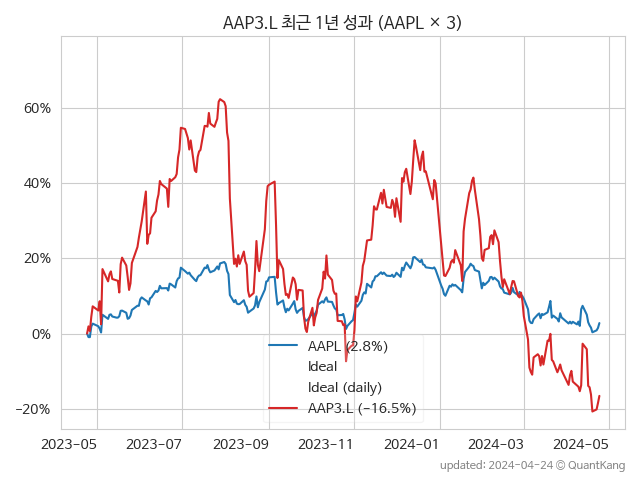 AAP3.L 최근 1년 성과 (AAPL × 3)
60%
40%
20%
0%
−20%
AAPL (2.8%)
Ideal
Ideal (daily)
AAP3.L (−16.5%)
2023-05 2023-07 2023-09 2023-11 2024-01 2024-03 2024-05
updated: 2024-04-24 @ QuantKang